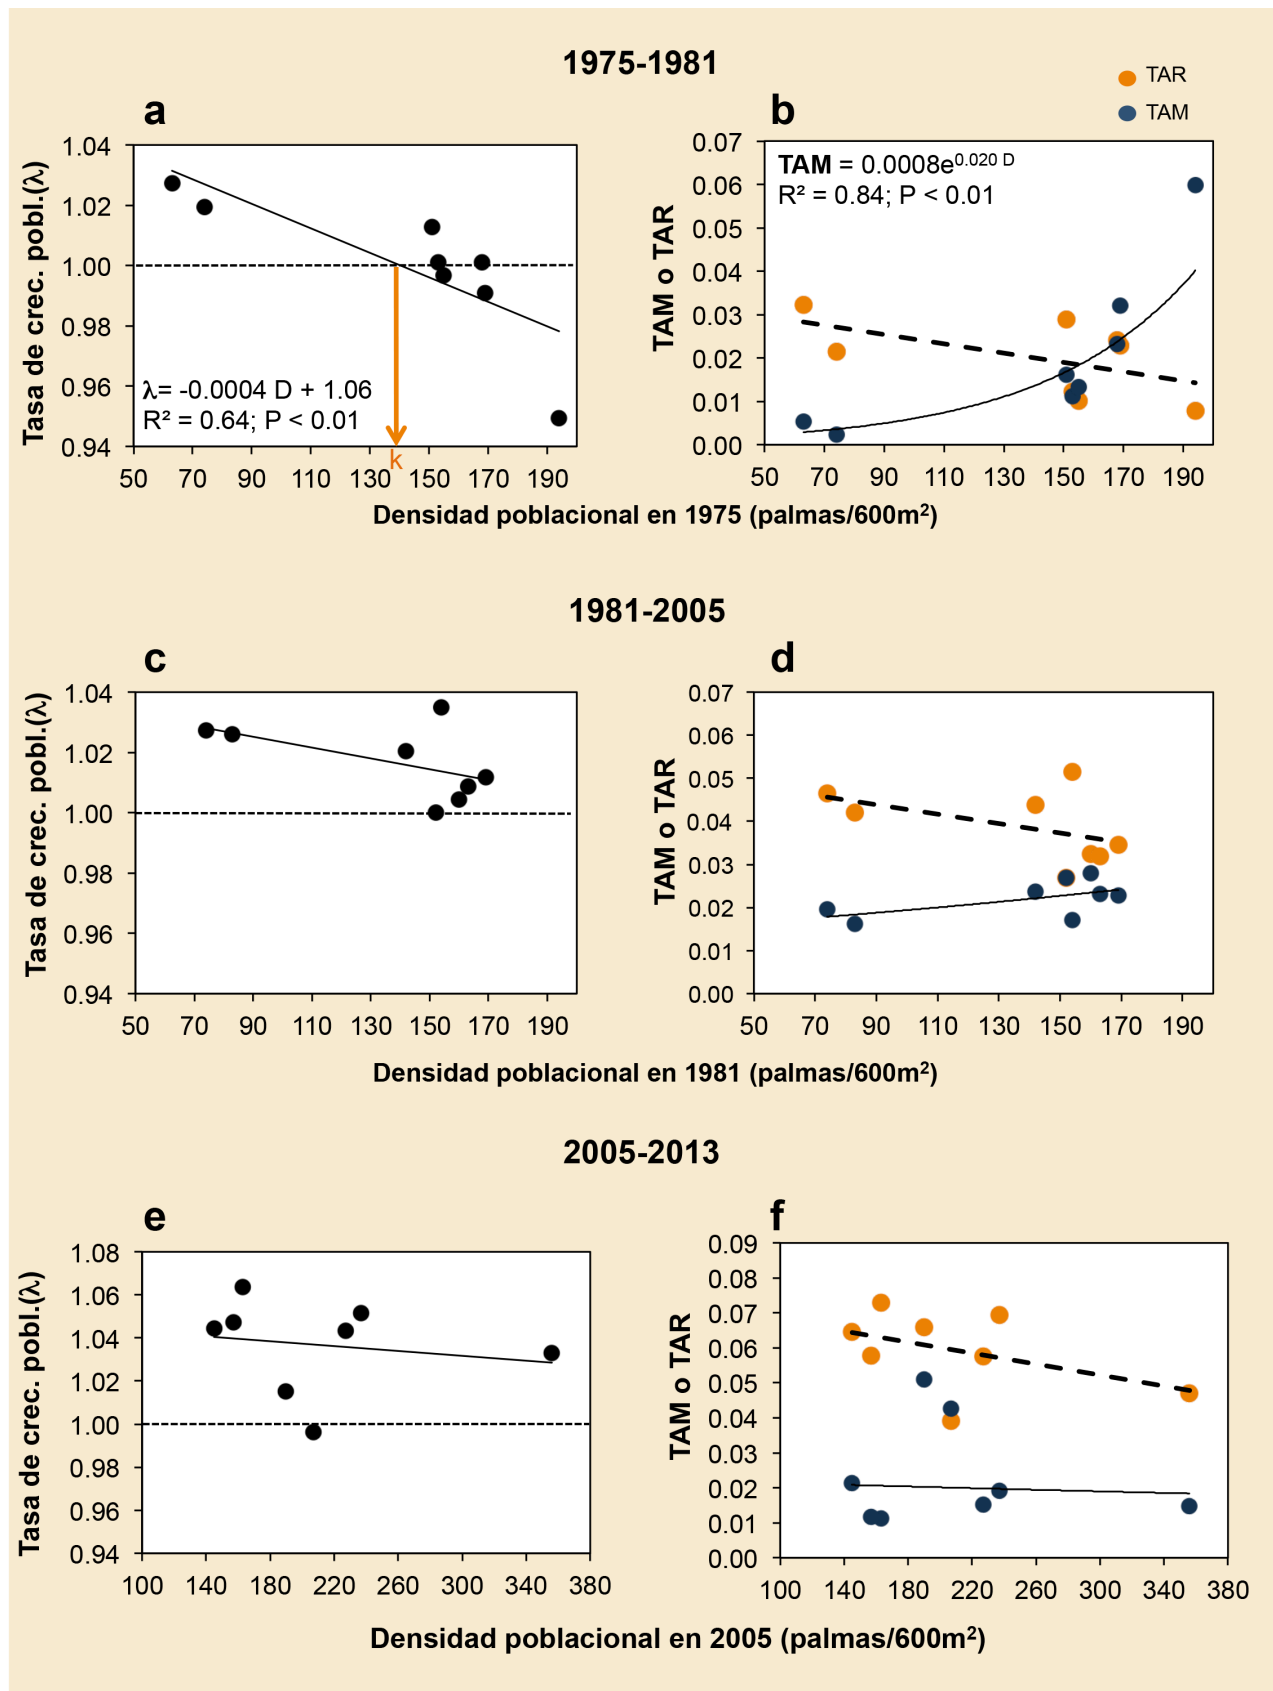 1975-1981
TAR
TAM
a
b
Tasa de crec. pobl.(λ)
1.04
1.02
1.00
0.98
0.96
0.94
λ= -0.0004 D + 1.06
R² = 0.64; P < 0.01
k
50 70 90 110 130 150 170 190
TAM o TAR
0.07
0.06
0.05
0.04
0.03
0.02
0.01
0.00
TAM = 0.0008e^0.020 D
R² = 0.84; P < 0.01
50 70 90 110 130 150 170 190
Densidad poblacional en 1975 (palmas/600m²)
1981-2005
c
d
Tasa de crec. pobl.(λ)
1.04
1.02
1.00
0.98
0.96
0.94
50 70 90 110 130 150 170 190
TAM o TAR
0.07
0.06
0.05
0.04
0.03
0.02
0.01
0.00
50 70 90 110 130 150 170 190
Densidad poblacional en 1981 (palmas/600m²)
2005-2013
e
f
Tasa de crec. pobl.(λ)
1.08
1.06
1.04
1.02
1.00
0.98
0.96
0.94
100 140 180 220 260 300 340 380
TAM o TAR
0.09
0.08
0.07
0.06
0.05
0.04
0.03
0.02
0.01
0.00
100 140 180 220 260 300 340 380
Densidad poblacional en 2005 (palmas/600m²)